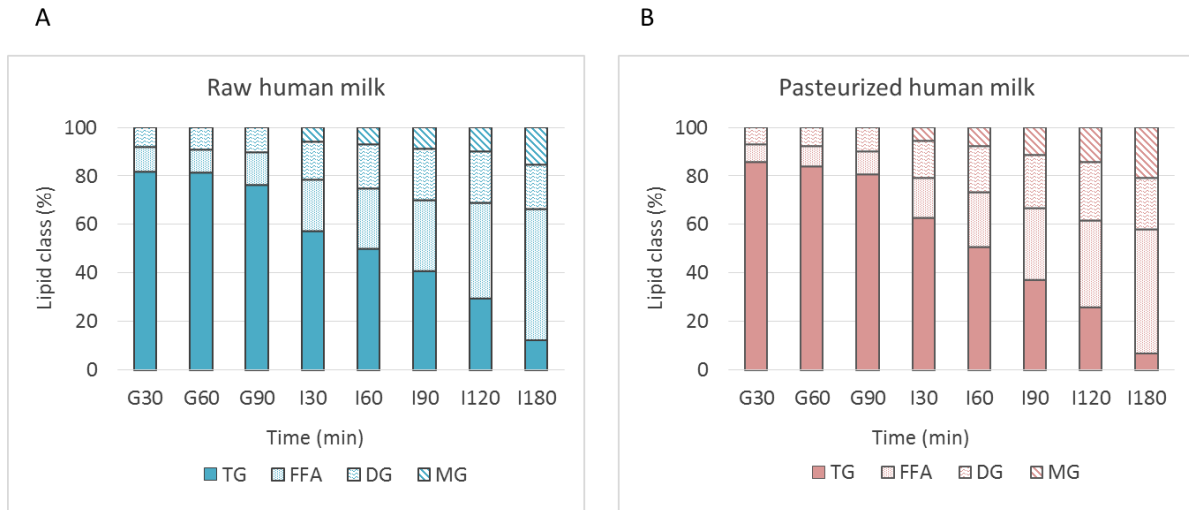 A
Raw human milk
Lipid class (%)
100
80
60
40
20
0
G30 G60 G90 I30 I60 I90 I120 I180
Time (min)
TG FFA DG MG
B
Pasteurized human milk
Lipid class (%)
100
80
60
40
20
0
G30 G60 G90 I30 I60 I90 I120 I180
Time (min)
TG FFA DG MG